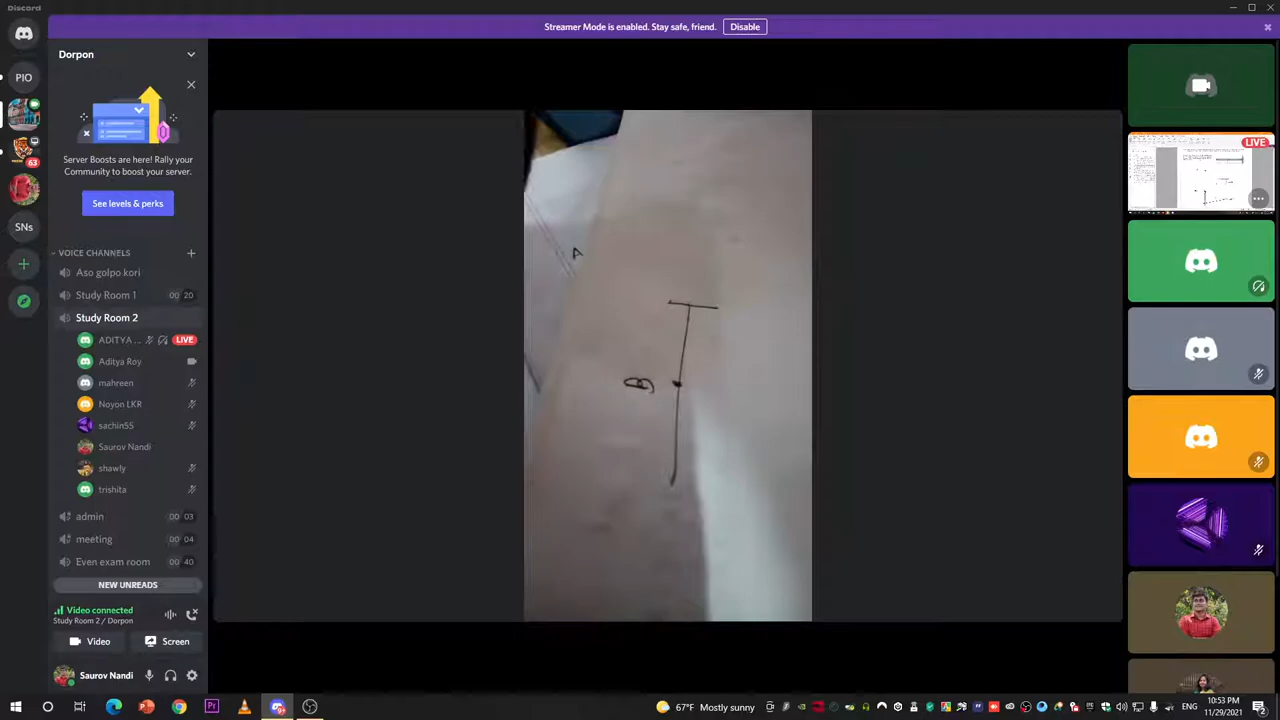 Discord
Streamer Mode is enabled. Stay safe, friend.
Disable
Dorpon
Server Boosts are here! Rally your
Community to boost your server.
See levels & perks
VOICE CHANNELS
Aso golpo kori
Study Room 1
00 20
Study Room 2
ADITYA ...
LIVE
Aditya Roy
mahreen
Noyon LKR
sachin55
Saurov Nandi
shawly
trishita
admin
00 03
meeting
00 04
Even exam room
00 40
NEW UNREADS
Video connected
Study Room 2 / Dorpon
Video
Screen
Saurov Nandi
PIO
63
SNs
A
B
LIVE
67°F Mostly sunny
ENG
10:53 PM
11/29/2021